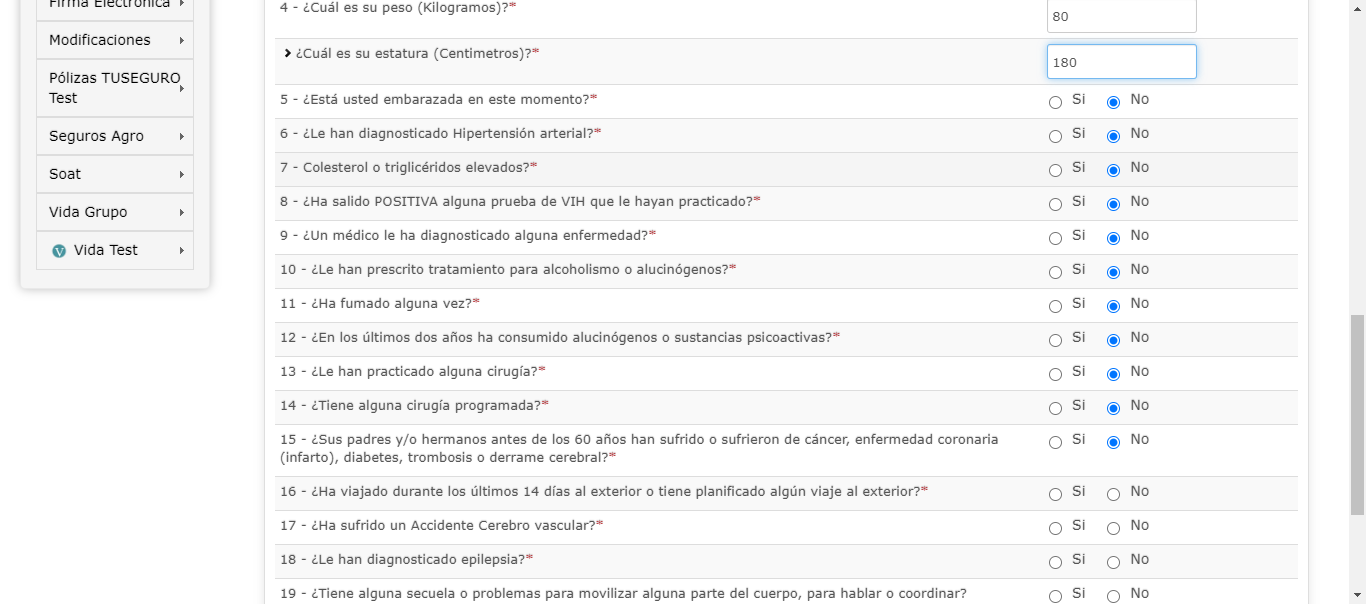 Firma Electrónica
Modificaciones
Pólizas TUSEGURO
Test
Seguros Agro
Soat
Vida Grupo
V Vida Test
4 - ¿Cuál es su peso (Kilogramos)?*
80
¿Cuál es su estatura (Centimetros)?*
180
5 - ¿Está usted embarazada en este momento?* Si No
6 - ¿Le han diagnosticado Hipertensión arterial?* Si No
7 - Colesterol o triglicéridos elevados?* Si No
8 - ¿Ha salido POSITIVA alguna prueba de VIH que le hayan practicado?* Si No
9 - ¿Un médico le ha diagnosticado alguna enfermedad?* Si No
10 - ¿Le han prescrito tratamiento para alcoholismo o alucinógenos?* Si No
11 - ¿Ha fumado alguna vez?* Si No
12 - ¿En los últimos dos años ha consumido alucinógenos o sustancias psicoactivas?* Si No
13 - ¿Le han practicado alguna cirugía?* Si No
14 - ¿Tiene alguna cirugía programada?* Si No
15 - ¿Sus padres y/o hermanos antes de los 60 años han sufrido o sufrieron de cáncer, enfermedad coronaria Si No
(infarto), diabetes, trombosis o derrame cerebral?*
16 - ¿Ha viajado durante los últimos 14 días al exterior o tiene planificado algún viaje al exterior?* Si No
17 - ¿Ha sufrido un Accidente Cerebro vascular?* Si No
18 - ¿Le han diagnosticado epilepsia?* Si No
19 - ¿Tiene alguna secuela o problemas para movilizar alguna parte del cuerpo, para hablar o coordinar? Si No